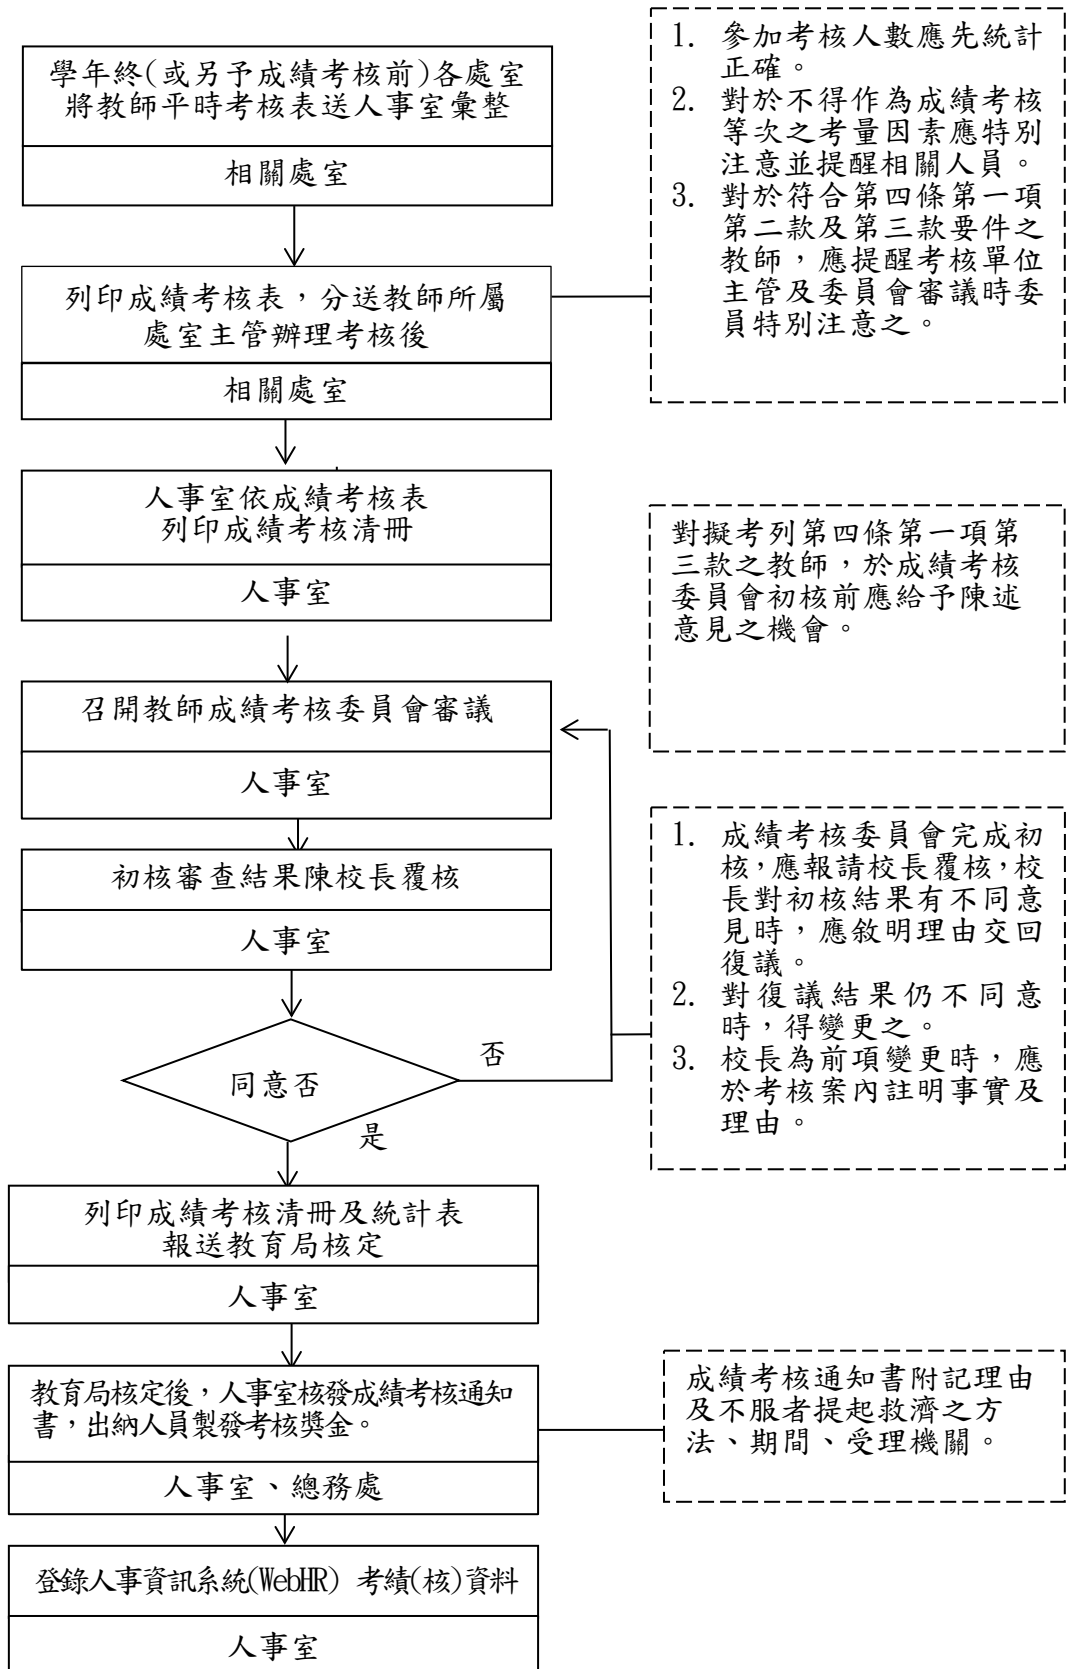 學年終(或另予成績考核前)各處室
將教師平時考核表送人事室彙整
相關處室
1. 參加考核人數應先統計
正確。
2. 對於不得作為成績考核
等次之考量因素應特別
注意並提醒相關人員。
3. 對於符合第四條第一項
第二款及第三款要件之
教師，應提醒考核單位
主管及委員會審議時委
員特別注意之。
列印成績考核表，分送教師所屬
處室主管辦理考核後
相關處室
人事室依成績考核表
列印成績考核清冊
人事室
對擬考列第四條第一項第
三款之教師，於成績考核
委員會初核前應給予陳述
意見之機會。
召開教師成績考核委員會審議
人事室
初核審查結果陳校長覆核
人事室
1. 成績考核委員會完成初
核，應報請校長覆核，校
長對初核結果有不同意
見時，應敘明理由交回
復議。
2. 對復議結果仍不同意
時，得變更之。
3. 校長為前項變更時，應
於考核案內註明事實及
理由。
同意否
否
是
列印成績考核清冊及統計表
報送教育局核定
人事室
教育局核定後，人事室核發成績考核通知
書，出納人員製發考核獎金。
人事室、總務處
成績考核通知書附記理由
及不服者提起救濟之方
法、期間、受理機關。
登錄人事資訊系統(WebHR) 考績(核)資料
人事室